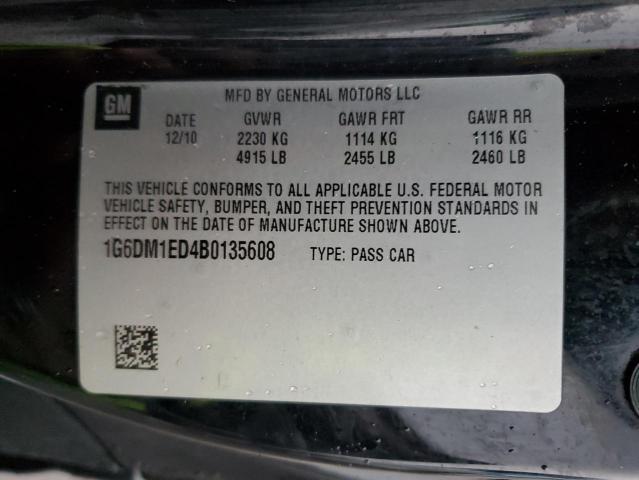 GM
MFD BY GENERAL MOTORS LLC
DATE GVWR GAWR FRT GAWR RR
12/10 2230 KG 1114 KG 1116 KG
4915 LB 2455 LB 2460 LB
THIS VEHICLE CONFORMS TO ALL APPLICABLE U.S. FEDERAL MOTOR
VEHICLE SAFETY, BUMPER, AND THEFT PREVENTION STANDARDS IN
EFFECT ON THE DATE OF MANUFACTURE SHOWN ABOVE.
1G6DM1ED4B0135608 TYPE: PASS CAR